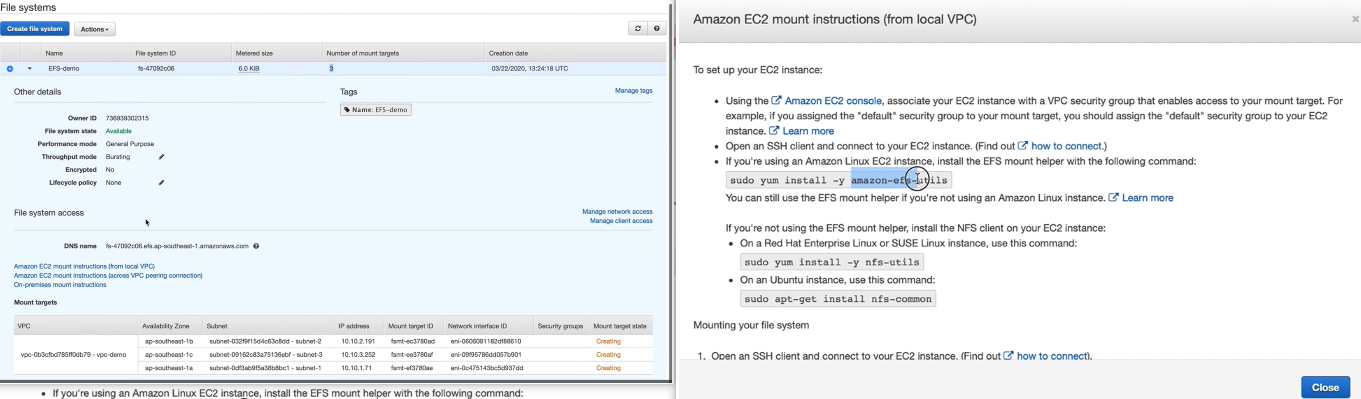 File systems
Create file system
Actions
Name File system ID Metered size Number of mount targets Creation date
EFS-demo fs-47092c06 6.0 KiB 3 03/22/2020, 13:24:18 UTC
Other details
Tags
Manage tags
Name: EFS-demo
Owner ID 736939302315
File system state Available
Performance mode General Purpose
Throughput mode Bursting
Encrypted No
Lifecycle policy None
File system access
Manage network access
Manage client access
DNS name fs-47092c06.efs.ap-southeast-1.amazonaws.com
Amazon EC2 mount instructions (from local VPC)
Amazon EC2 mount instructions (across VPC peering connection)
On-premises mount instructions
Mount targets
VPC Availability Zone Subnet IP address Mount target ID Network interface ID Security groups Mount target state
ap-southeast-1b subnet-032f9f15d4c63c8dd - subnet-2 10.10.2.191 fsmt-ec3780ad eni-0606091182df88610 Creating
vpc-0b3cfbd785ff0db79 - vpc-demo ap-southeast-1c subnet-09162c83a75136ebf - subnet-3 10.10.3.252 fsmt-ee3780af eni-09f95786dd057b901 Creating
ap-southeast-1a subnet-0df3ab9f5a38b8bc1 - subnet-1 10.10.1.71 fsmt-ef3780ae eni-0c475143bc5d937dd Creating
• If you're using an Amazon Linux EC2 instance, install the EFS mount helper with the following command:
Amazon EC2 mount instructions (from local VPC)
×
To set up your EC2 instance:
• Using the Amazon EC2 console, associate your EC2 instance with a VPC security group that enables access to your mount target. For
example, if you assigned the "default" security group to your mount target, you should assign the "default" security group to your EC2
instance. Learn more
• Open an SSH client and connect to your EC2 instance. (Find out how to connect.)
• If you're using an Amazon Linux EC2 instance, install the EFS mount helper with the following command:
sudo yum install -y amazon-efs-utils
You can still use the EFS mount helper if you're not using an Amazon Linux instance. Learn more
If you're not using the EFS mount helper, install the NFS client on your EC2 instance:
• On a Red Hat Enterprise Linux or SUSE Linux instance, use this command:
sudo yum install -y nfs-utils
• On an Ubuntu instance, use this command:
sudo apt-get install nfs-common
Mounting your file system
1. Open an SSH client and connect to your EC2 instance. (Find out how to connect).
Close